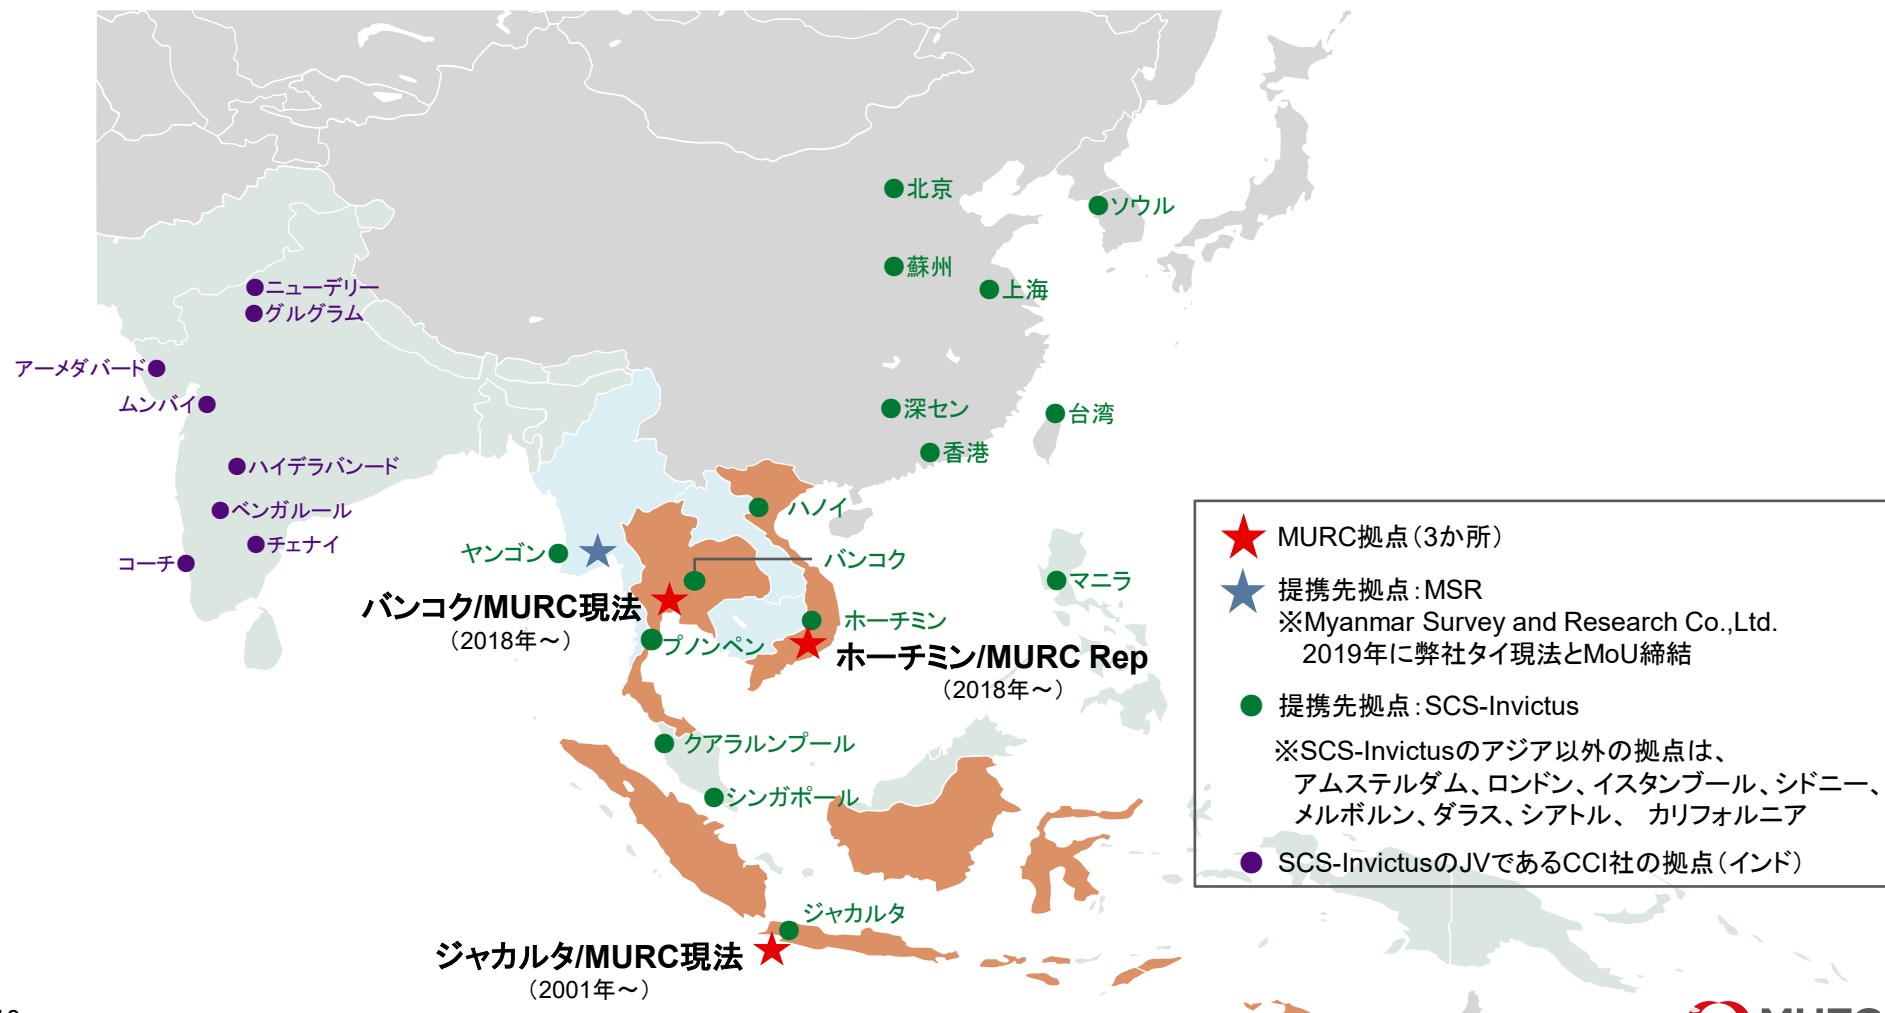 北京
ソウル
蘇州
上海
ニューデリー
グルグラム
アーメダバード
ムンバイ
深セン
台湾
香港
ハイデラバンード
ベンガルール
チェナイ
コーチ
ハノイ
ヤンゴン
バンコク
マニラ
バンコク/MURC現法
（2018年～）
ホーチミン
プノンペン
ホーチミン/MURC Rep
（2018年～）
クアラルンプール
シンガポール
ジャカルタ
ジャカルタ/MURC現法
（2001年～）
MURC拠点（3か所）
提携先拠点：MSR
※Myanmar Survey and Research Co.,Ltd.
2019年に弊社タイ現法とMoU締結
提携先拠点：SCS-Invictus
※SCS-Invictusのアジア以外の拠点は、
アムステルダム、ロンドン、イスタンブール、シドニー、
メルボルン、ダラス、シアトル、 カリフォルニア
SCS-InvictusのJVであるCCI社の拠点（インド）